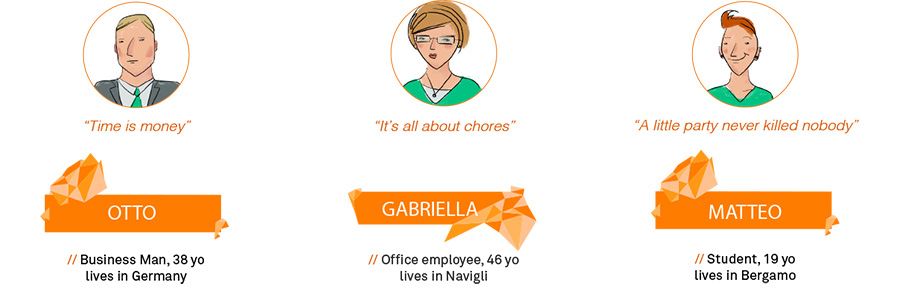 “Time is money”
“It’s all about chores”
“A little party never killed nobody”
OTTO
GABRIELLA
MATTEO
// Business Man, 38 yo
lives in Germany
// Office employee, 46 yo
lives in Navigli
// Student, 19 yo
lives in Bergamo